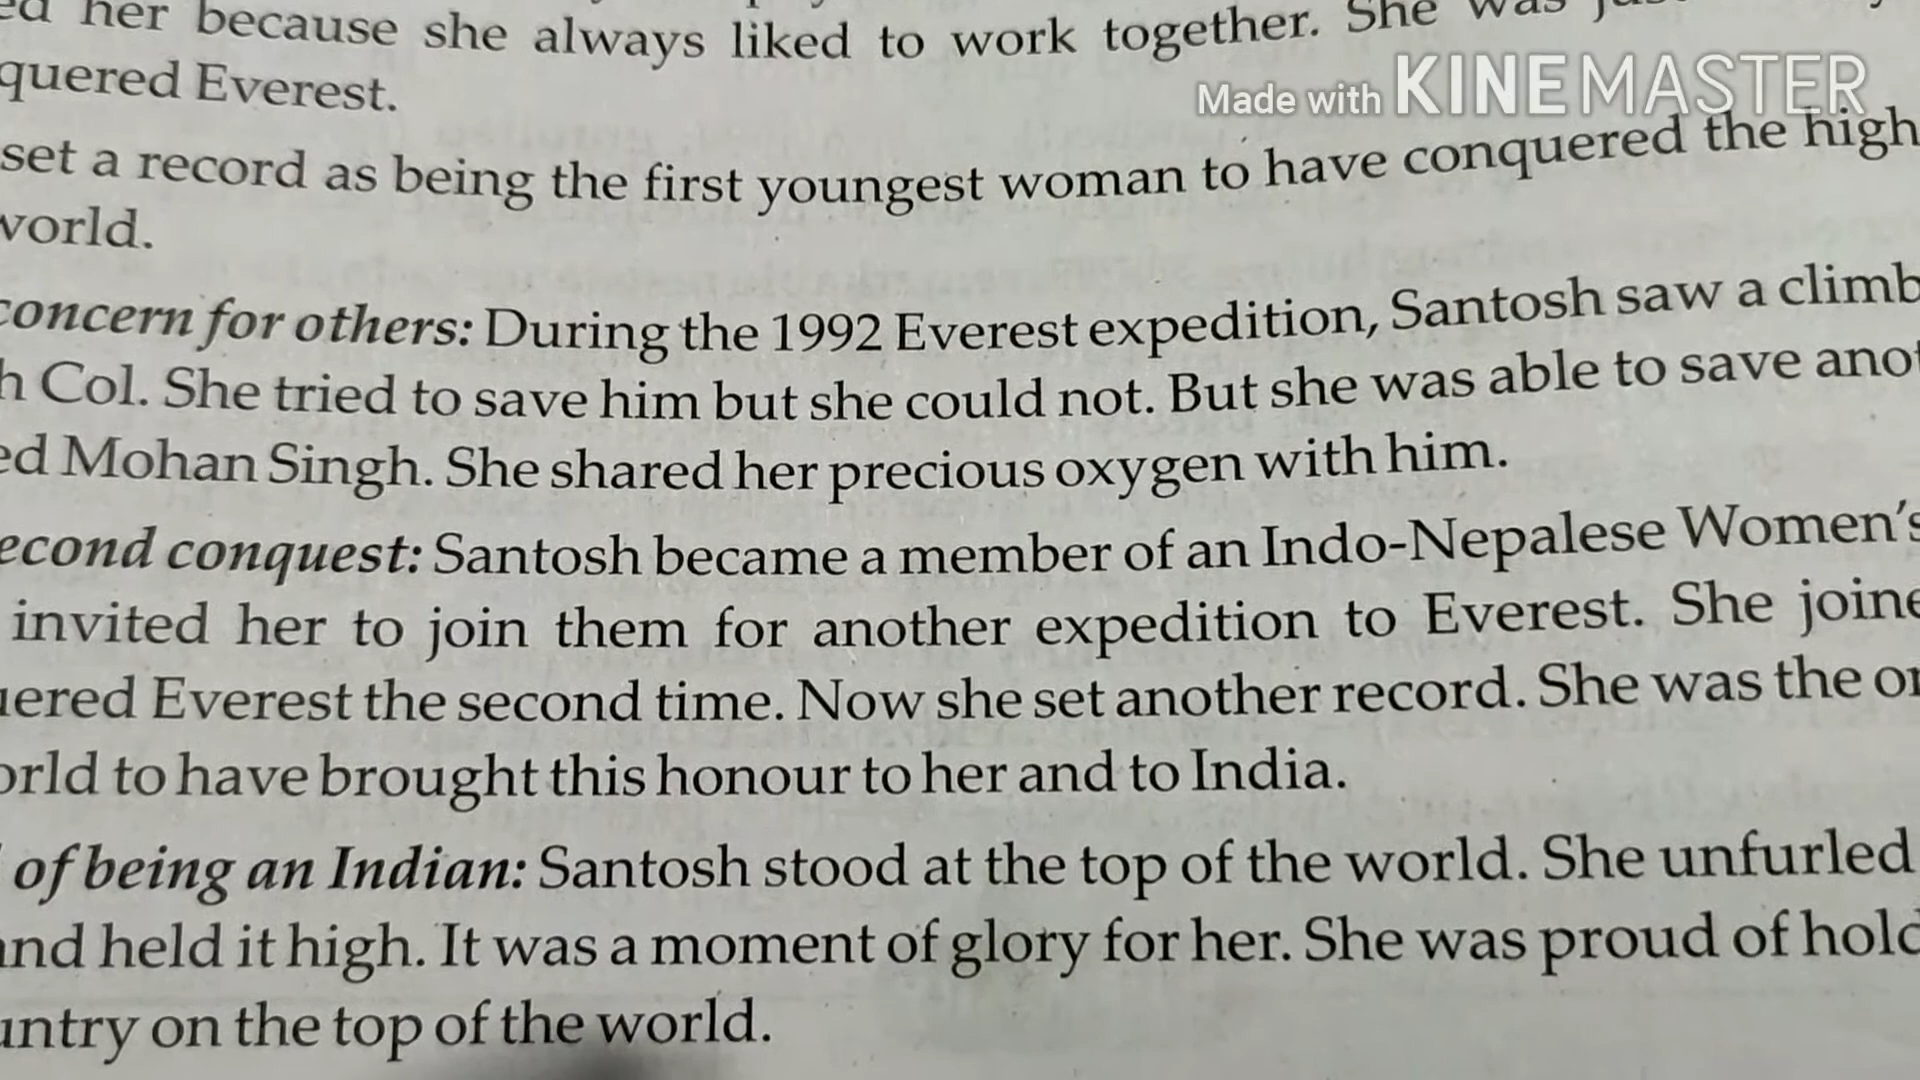 her because she always liked to work together. She was
quered Everest.
Made with KINEMASTER
set a record as being the first youngest woman to have conquered the high
world.
concern for others: During the 1992 Everest expedition, Santosh saw a climb
h Col. She tried to save him but she could not. But she was able to save anot
ed Mohan Singh. She shared her precious oxygen with him.
econd conquest: Santosh became a member of an Indo-Nepalese Women's
invited her to join them for another expedition to Everest. She joine
uered Everest the second time. Now she set another record. She was the on
orld to have brought this honour to her and to India.
of being an Indian: Santosh stood at the top of the world. She unfurled
and held it high. It was a moment of glory for her. She was proud of hold
untry on the top of the world.